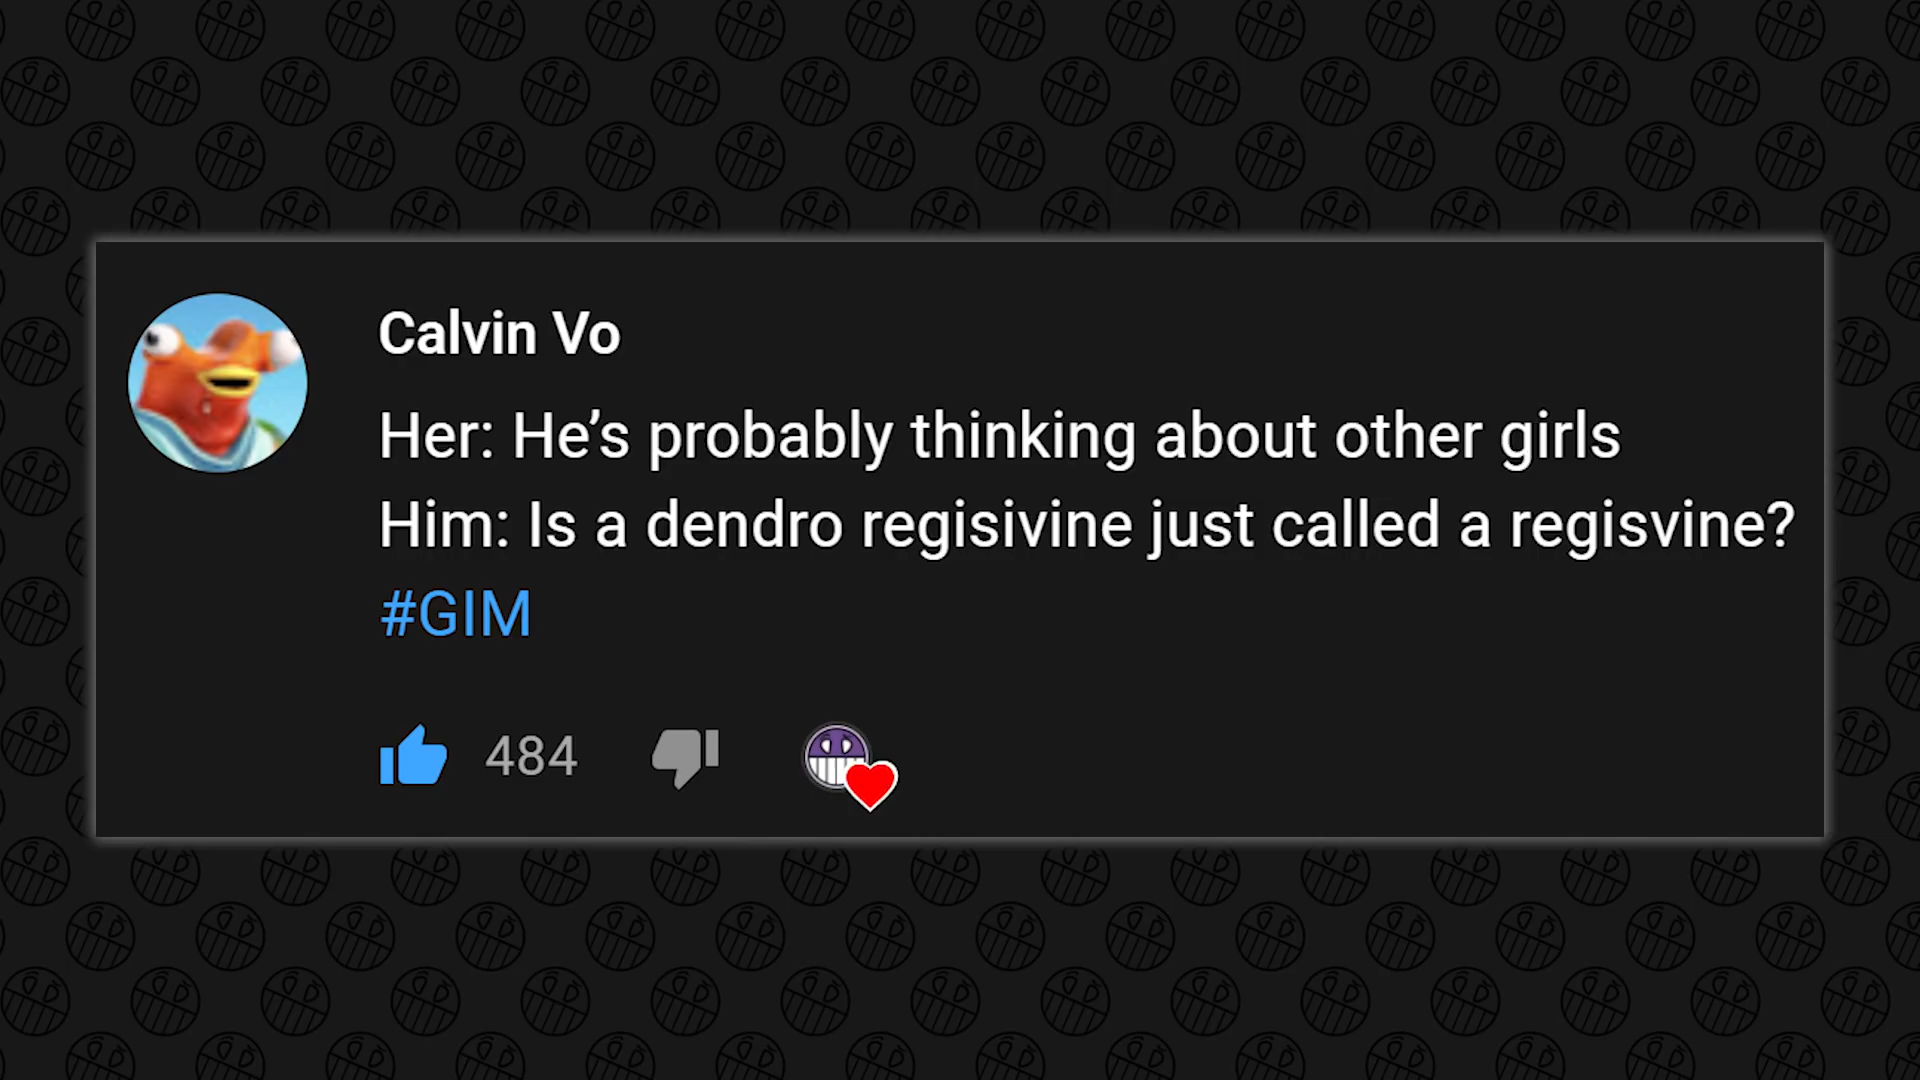 Calvin Vo
Her: He’s probably thinking about other girls
Him: Is a dendro regisivine just called a regisvine?
#GIM
484